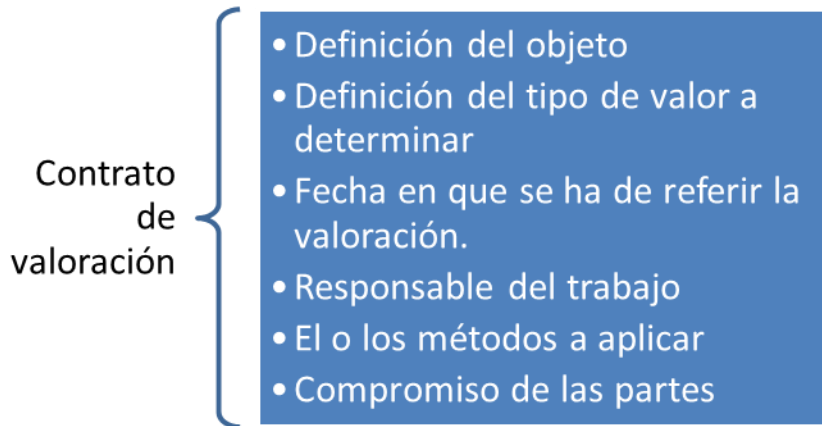 Contrato
de
valoración
• Definición del objeto
• Definición del tipo de valor a
determinar
• Fecha en que se ha de referir la
valoración.
• Responsable del trabajo
• El o los métodos a aplicar
• Compromiso de las partes